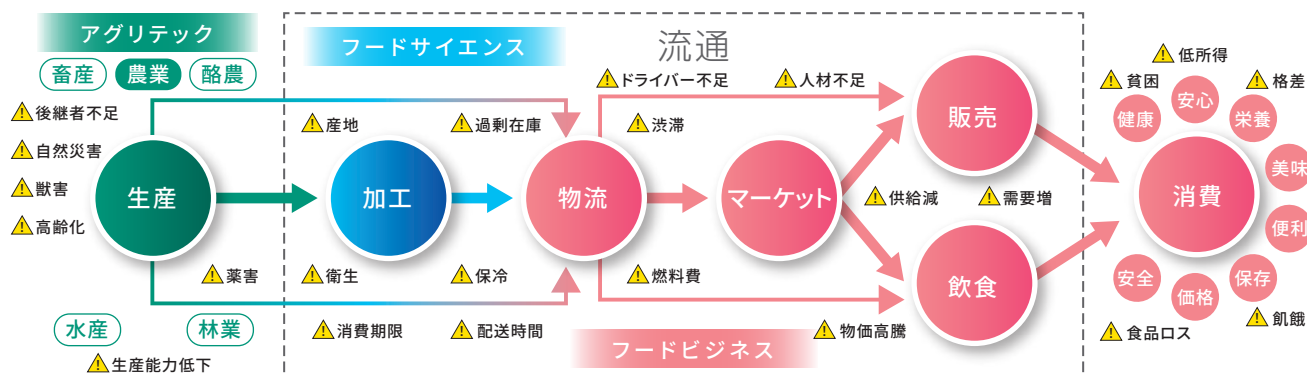 アグリテック
畜産
農業
酪農
後継者不足
自然災害
獣害
高齢化
生産
薬害
水産
林業
生産能力低下
フードサイエンス
流通
産地
過剰在庫
加工
衛生
保冷
消費期限
配送時間
ドライバー不足
人材不足
渋滞
物流
マーケット
燃料費
供給減
需要増
物価高騰
フードビジネス
販売
飲食
低所得
貧困
格差
健康
安心
栄養
美味
消費
便利
安全
価格
保存
食品ロス
飢餓